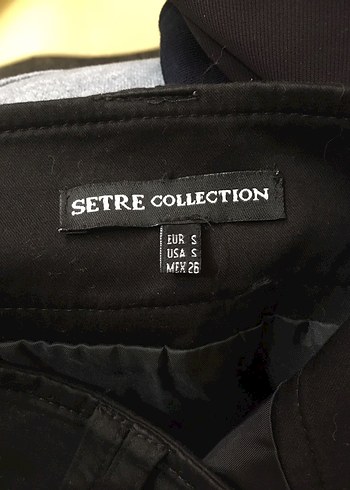 SETRE COLLECTION
EUR S
USA S
MEX 26